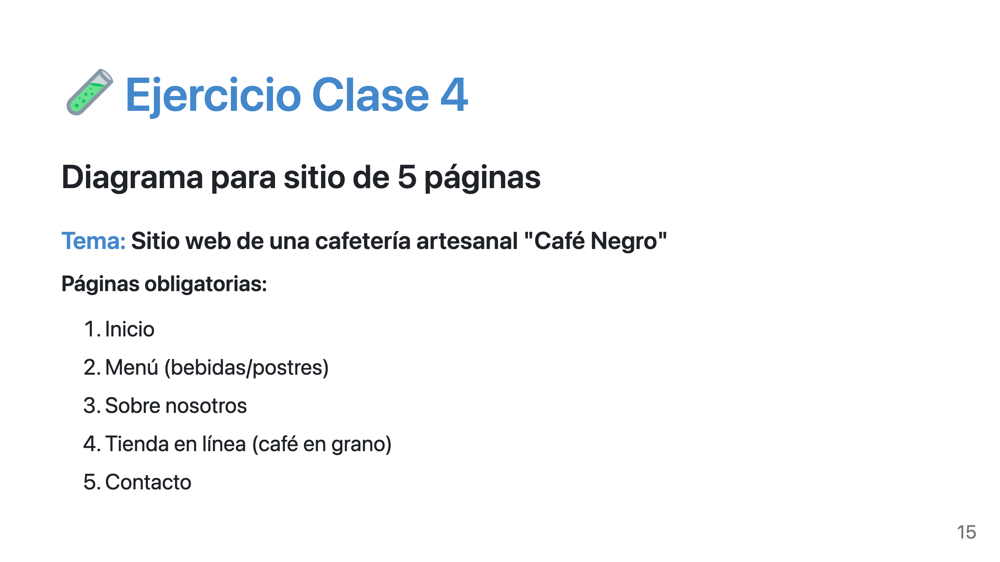 Ejercicio Clase 4
Diagrama para sitio de 5 páginas
Tema: Sitio web de una cafetería artesanal "Café Negro"
Páginas obligatorias:
1. Inicio
2. Menú (bebidas/postres)
3. Sobre nosotros
4. Tienda en línea (café en grano)
5. Contacto
15